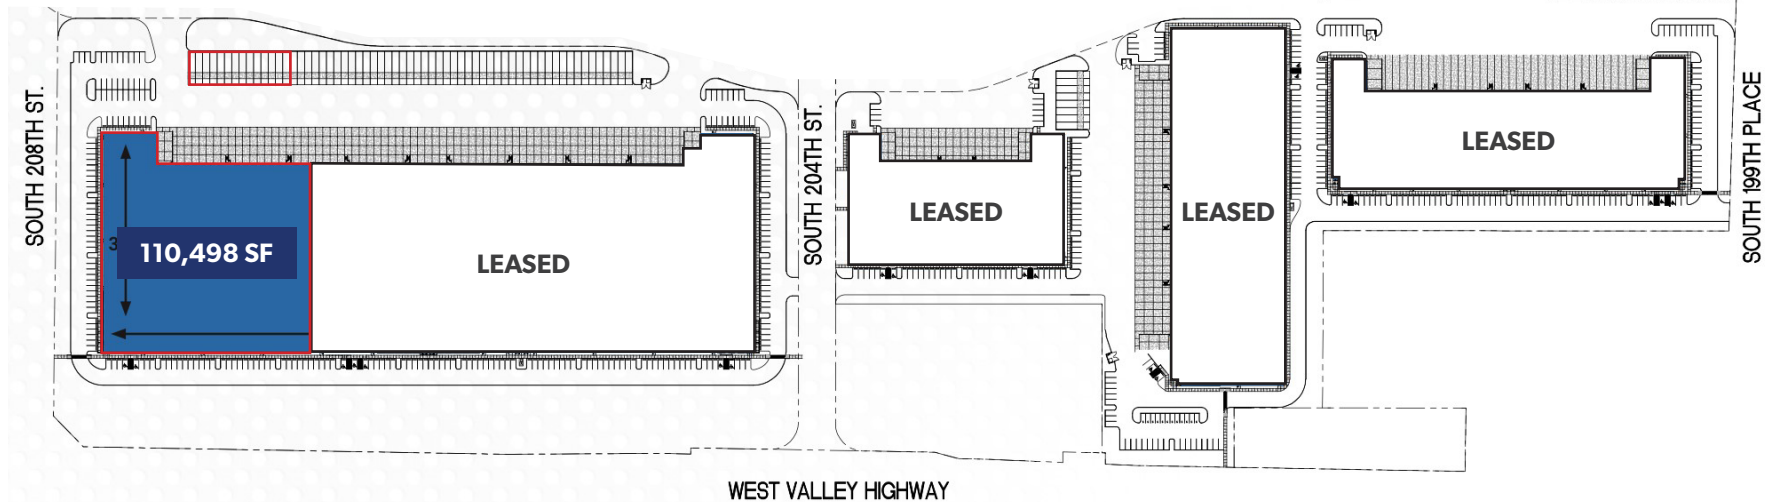 SOUTH 208TH ST.
3
110,498 SF
LEASED
SOUTH 204TH ST.
LEASED
LEASED
LEASED
SOUTH 199TH PLACE
WEST VALLEY HIGHWAY